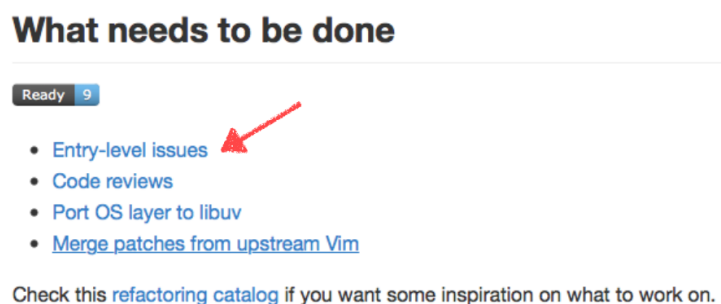 What needs to be done
Ready 9
Entry-level issues
Code reviews
Port OS layer to libuv
Merge patches from upstream Vim
Check this refactoring catalog if you want some inspiration on what to work on.